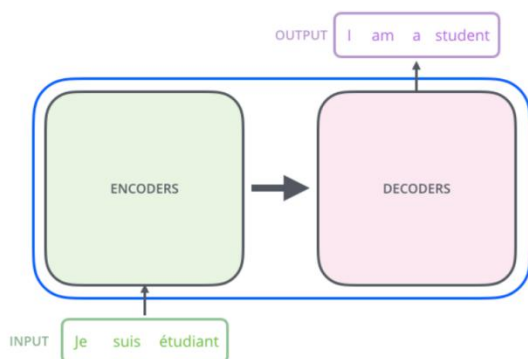 OUTPUT I am a student
ENCODERS DECODERS
INPUT Je suis étudiant